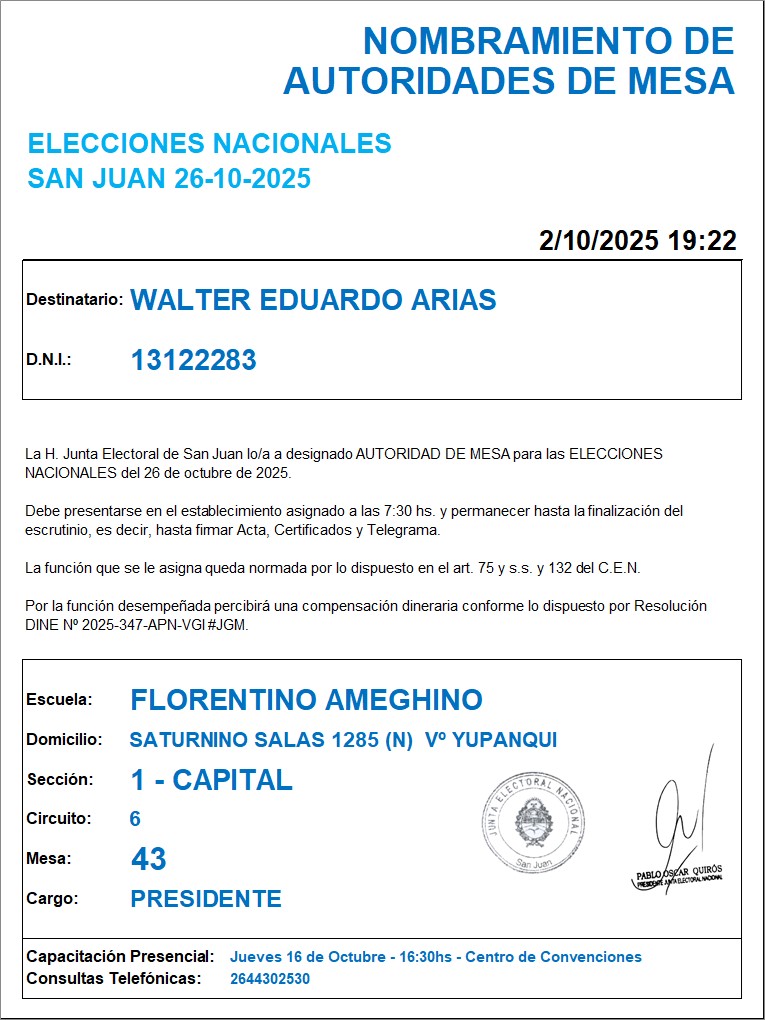 NOMBRAMIENTO DE
AUTORIDADES DE MESA
ELECCIONES NACIONALES
SAN JUAN 26-10-2025
2/10/2025 19:22
Destinatario: WALTER EDUARDO ARIAS
D.N.I.: 13122283
La H. Junta Electoral de San Juan lo/a a designado AUTORIDAD DE MESA para las ELECCIONES
NACIONALES del 26 de octubre de 2025.
Debe presentarse en el establecimiento asignado a las 7:30 hs. y permanecer hasta la finalización del
escrutinio, es decir, hasta firmar Acta, Certificados y Telegrama.
La función que se le asigna queda normada por lo dispuesto en el art. 75 y s.s. y 132 del C.E.N.
Por la función desempeñada percibirá una compensación dineraria conforme lo dispuesto por Resolución
DINE Nº 2025-347-APN-VGI#JGM.
Escuela: FLORENTINO AMEGHINO
Domicilio: SATURNINO SALAS 1285 (N) Vº YUPANQUI
Sección: 1 - CAPITAL
Circuito: 6
Mesa: 43
Cargo: PRESIDENTE
JUNTA ELECTORAL NACIONAL
San Juan
PABLO OSCAR QUIRÓS
PRESIDENTE JUNTA ELECTORAL NACIONAL
Capacitación Presencial: Jueves 16 de Octubre - 16:30hs - Centro de Convenciones
Consultas Telefónicas: 2644302530